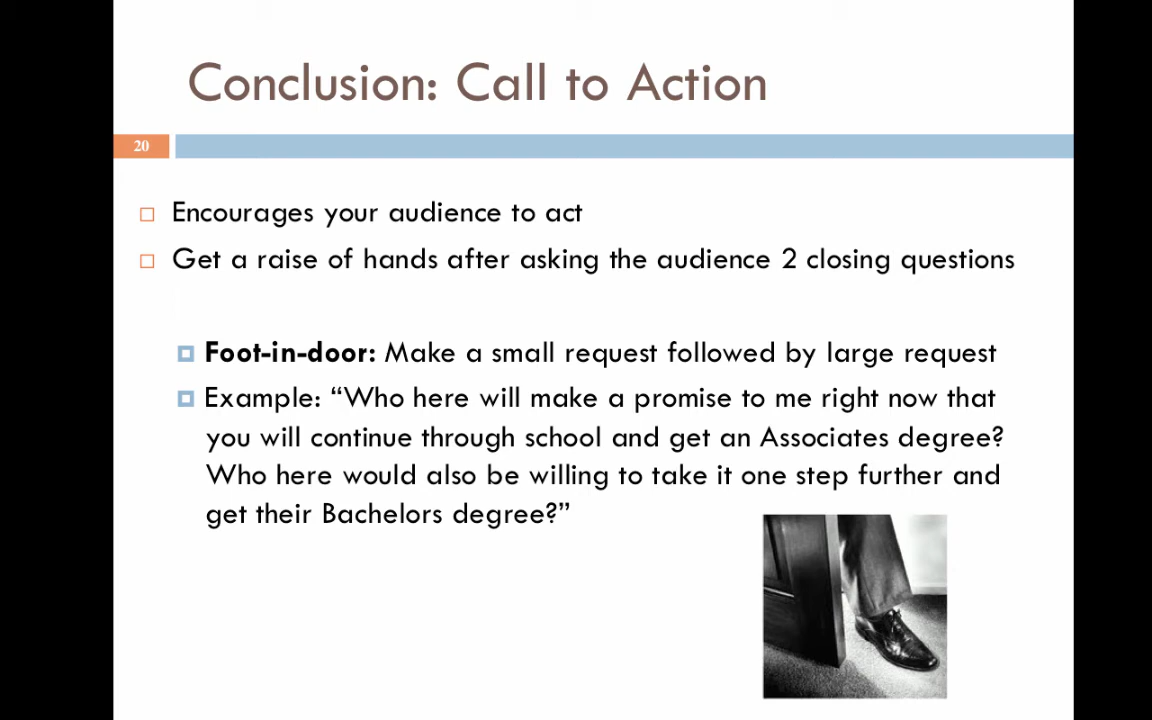 Conclusion: Call to Action
20
Encourages your audience to act
Get a raise of hands after asking the audience 2 closing questions
Foot-in-door: Make a small request followed by large request
Example: “Who here will make a promise to me right now that
you will continue through school and get an Associates degree?
Who here would also be willing to take it one step further and
get their Bachelors degree?”